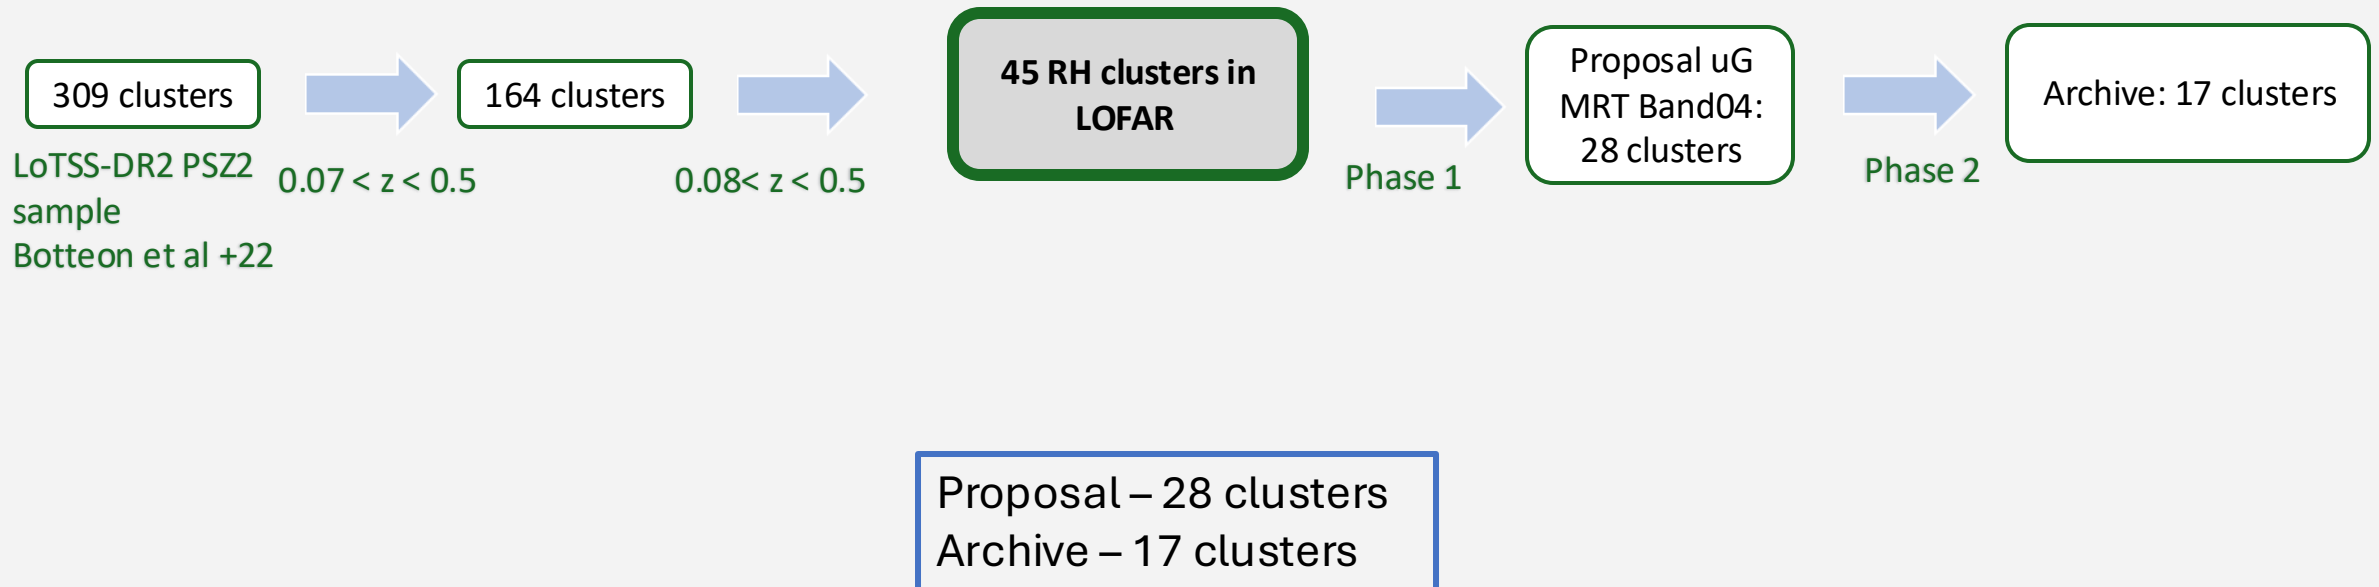 309 clusters
LoTSS-DR2 PSZ2
sample
Botteon et al +22
0.07 < z < 0.5
164 clusters
0.08< z < 0.5
45 RH clusters in
LOFAR
Phase 1
Proposal uG
MRT Band04:
28 clusters
Phase 2
Archive: 17 clusters
Proposal – 28 clusters
Archive – 17 clusters